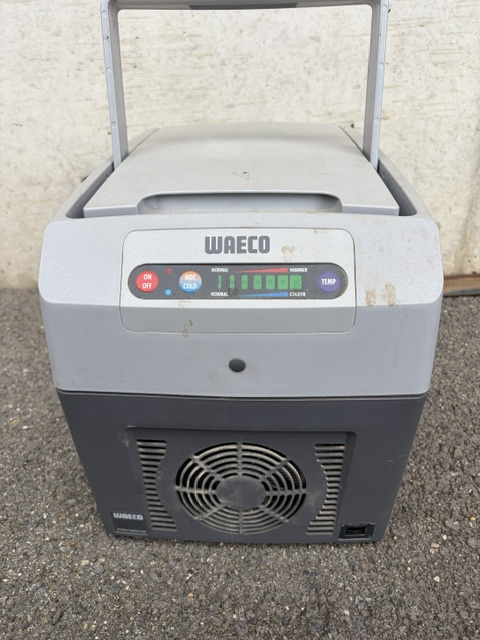 WAECO
ON
OFF
HOT
COLD
NORMAL WARMER
NORMAL COLDER
TEMP
WAECO